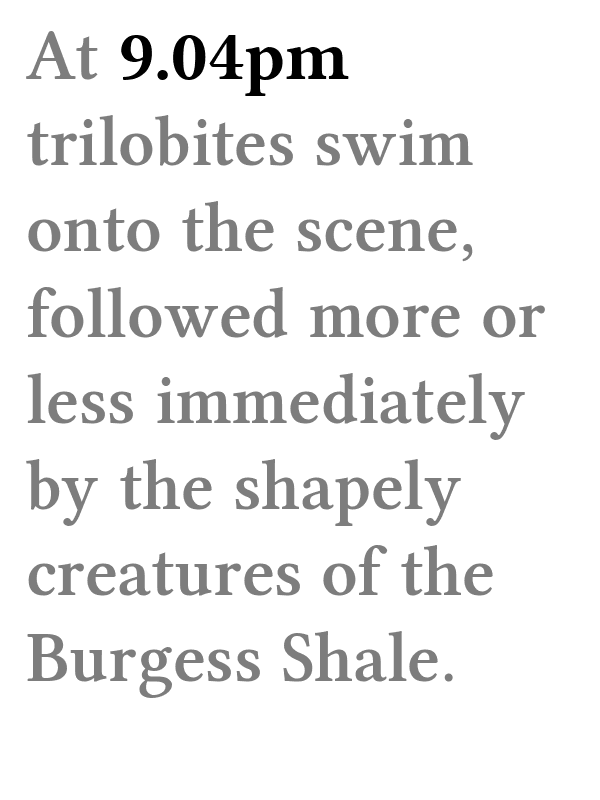 At 9.04pm
trilobites swim
onto the scene,
followed more or
less immediately
by the shapely
creatures of the
Burgess Shale.